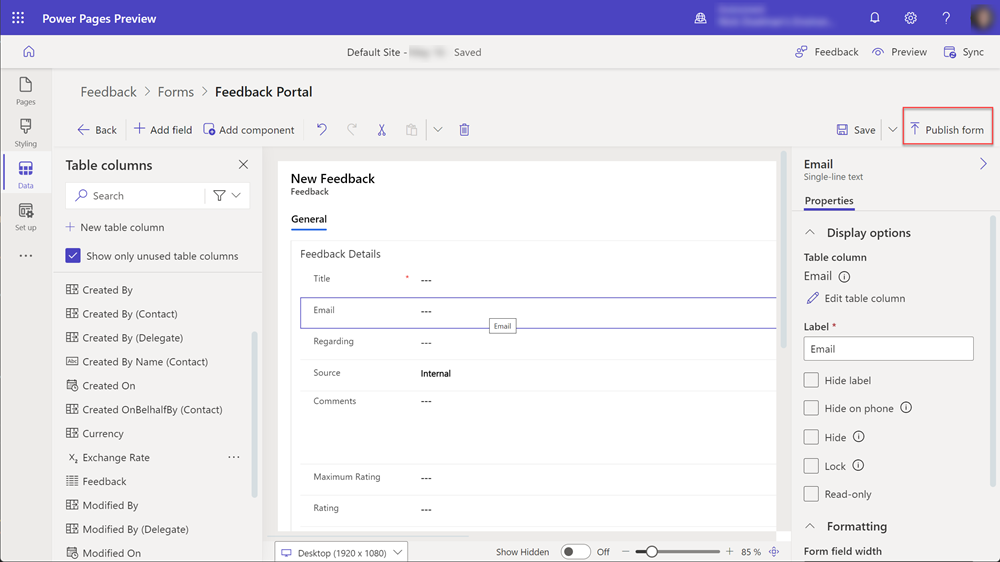 Power Pages Preview
Default Site - Saved
Feedback
Preview
Sync
Feedback > Forms > Feedback Portal
Back
Add field
Add component
Save
Publish form
Pages
Styling
Data
Set up
Table columns
Search
New table column
Show only unused table columns
Created By
Created By (Contact)
Created By (Delegate)
Abc
Created By Name (Contact)
Created On
Created OnBelhalfBy (Contact)
Currency
Exchange Rate
Feedback
Modified By
Modified By (Delegate)
Modified On
New Feedback
Feedback
General
Feedback Details
Title * ---
Email ---
Email
Regarding ---
Source Internal
Comments ---
Maximum Rating ---
Rating ---
Desktop (1920 x 1080)
Show Hidden
Off
85 %
Email
Single-line text
Properties
Display options
Table column
Email
Edit table column
Label *
Email
Hide label
Hide on phone
Hide
Lock
Read-only
Formatting
Form field width